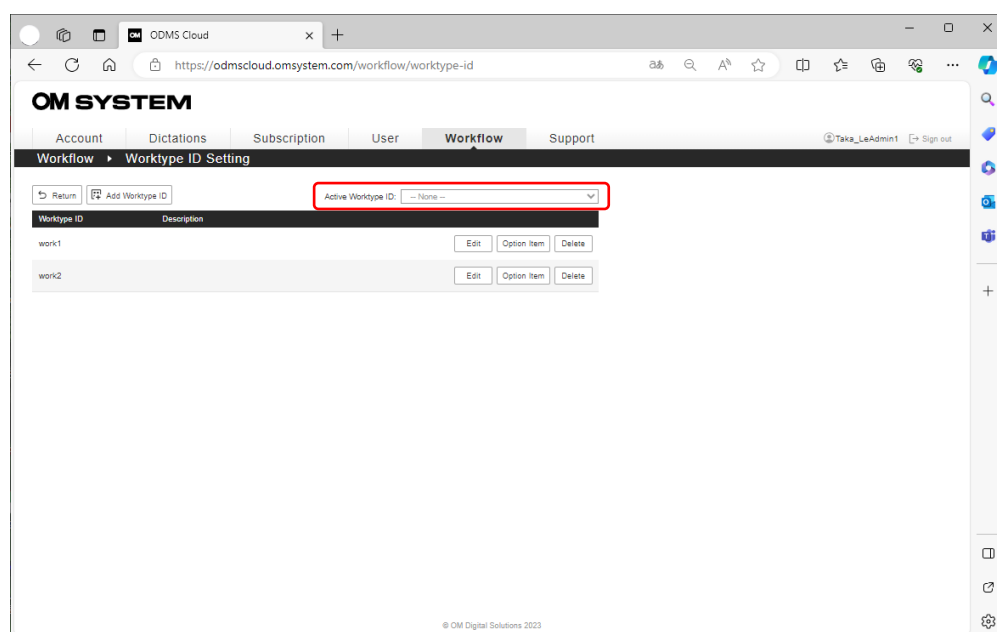 ODMS Cloud
https://odmscloud.omsystem.com/workflow/worktype-id
OM SYSTEM
Account Dictations Subscription User Workflow Support Taka_LeAdmin1 Sign out
Workflow Worktype ID Setting
Return Add Worktype ID Active Worktype ID: -- None --
Worktype ID Description
work1 Edit Option Item Delete
work2 Edit Option Item Delete
© OM Digital Solutions 2023